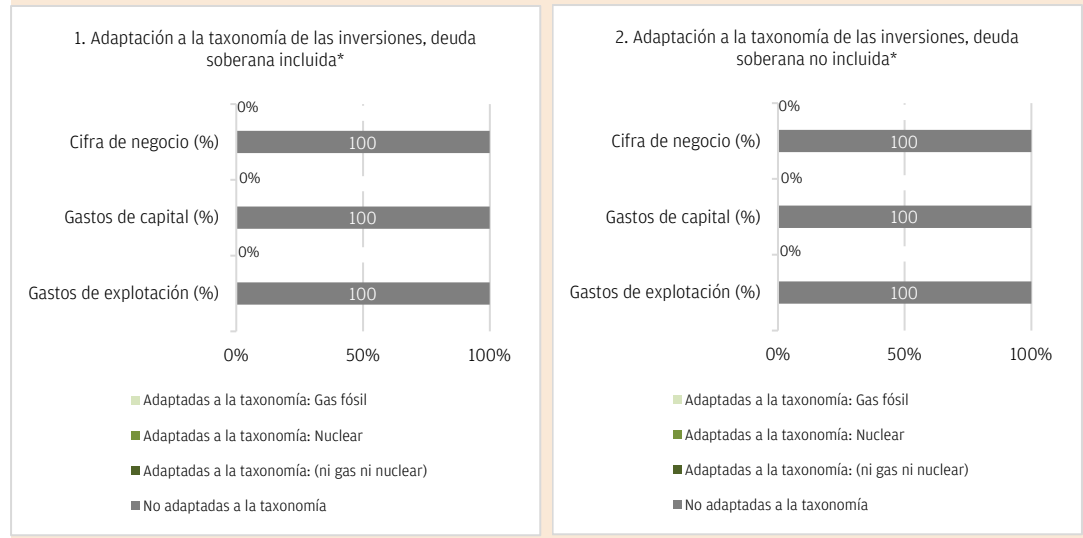 1. Adaptación a la taxonomía de las inversiones, deuda
soberana incluida*
0%
Cifra de negocio (%)
100
0%
Gastos de capital (%)
100
0%
Gastos de explotación (%)
100
0%
50%
100%
Adaptadas a la taxonomía: Gas fósil
Adaptadas a la taxonomía: Nuclear
Adaptadas a la taxonomía: (ni gas ni nuclear)
No adaptadas a la taxonomía
2. Adaptación a la taxonomía de las inversiones, deuda
soberana no incluida*
0%
Cifra de negocio (%)
100
0%
Gastos de capital (%)
100
0%
Gastos de explotación (%)
100
0%
50%
100%
Adaptadas a la taxonomía: Gas fósil
Adaptadas a la taxonomía: Nuclear
Adaptadas a la taxonomía: (ni gas ni nuclear)
No adaptadas a la taxonomía